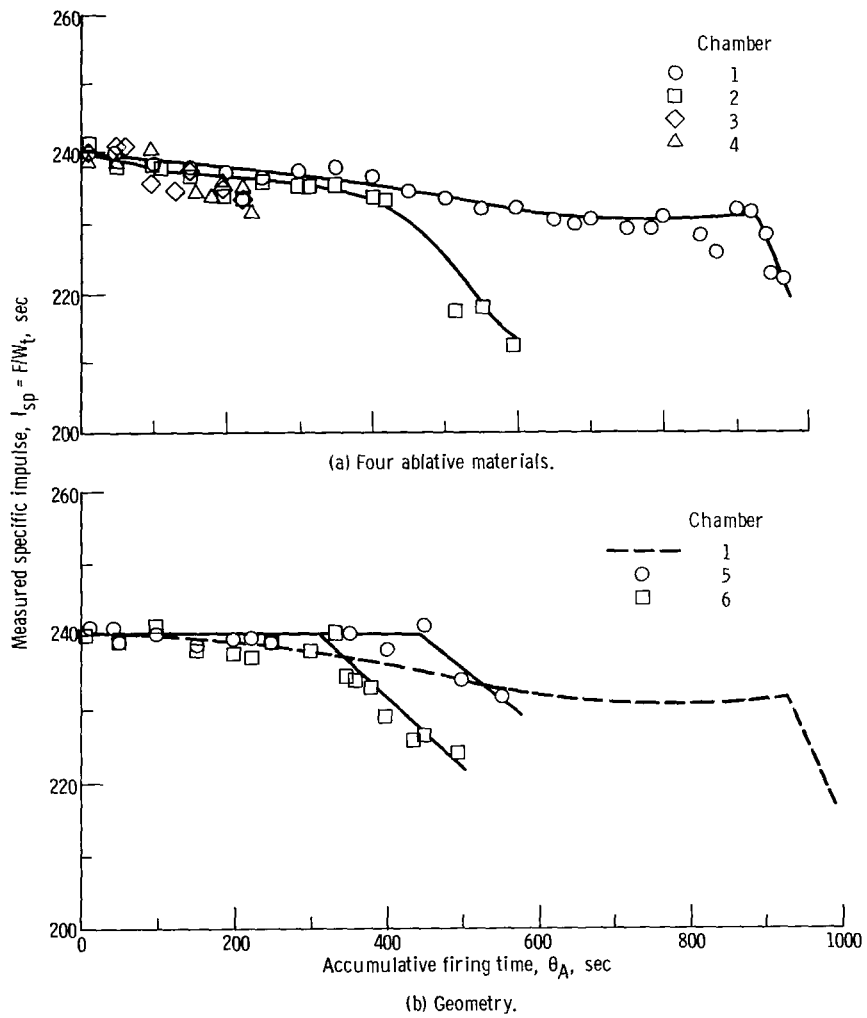 260
240
220
200
Chamber
1
2
3
4
(a) Four ablative materials.
Measured specific impulse, I_sp = F/W_t, sec
260
240
220
200
Chamber
1
5
6
0 200 400 600 800 1000
Accumulative firing time, θ_A, sec
(b) Geometry.